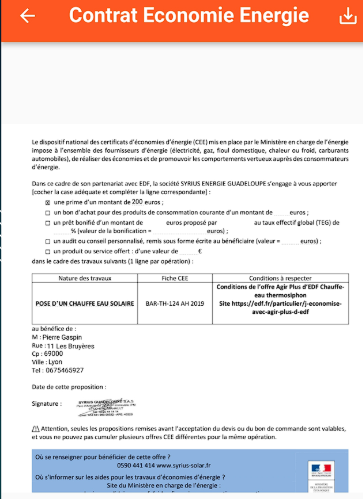 Contrat Economie Energie
Le dispositif national des certificats d'économies d'énergie (CEE) mis en place par le Ministère en charge de l'énergie
impose à l'ensemble des fournisseurs d'énergie (électricité, gaz, fioul domestique, chaleur ou froid, carburants
automobiles), de réaliser des économies et de promouvoir les comportements vertueux auprès des consommateurs
d'énergie.
Dans ce cadre de son partenariat avec EDF, la société SYRIUS ENERGIE GUADELOUPE s'engage à vous apporter
[cocher la case adéquate et compléter la ligne correspondante] :
☒ une prime d'un montant de 200 euros ;
☐ un bon d'achat pour des produits de consommation courante d'un montant de ____ euros ;
☐ un prêt bonifié d'un montant de euros proposé par au taux effectif global (TEG) de
____ % (valeur de la bonification = ____ euros) ;
☐ un audit ou conseil personnalisé, remis sous forme écrite au bénéficiaire (valeur = ____ euros) ;
☐ un produit ou service offert : d'une valeur de ____ €
dans le cadre des travaux suivants (1 ligne par opération) :
Nature des travaux Fiche CEE Conditions à respecter
POSE D'UN CHAUFFE EAU SOLAIRE BAR-TH-124 AH 2019 Conditions de l'offre Agir Plus d'EDF Chauffe-
eau thermosiphon
Site https://edf.fr/particulier/j-economise-
avec-agir-plus-d-edf
au bénéfice de :
M : Pierre Gaspin
Rue : 11 Les Bruyères
Cp : 69000
Ville : Lyon
Tel : 0675465927
Date de cette proposition :
Signature :
⚠ Attention, seules les propositions remises avant l'acceptation du devis ou du bon de commande sont valables,
et vous ne pouvez pas cumuler plusieurs offres CEE différentes pour la même opération.
Où se renseigner pour bénéficier de cette offre ?
0590 441 414 www.syrius-solar.fr
Où s'informer sur les aides pour les travaux d'économies d'énergie ?
Site du Ministère en charge de l'énergie :